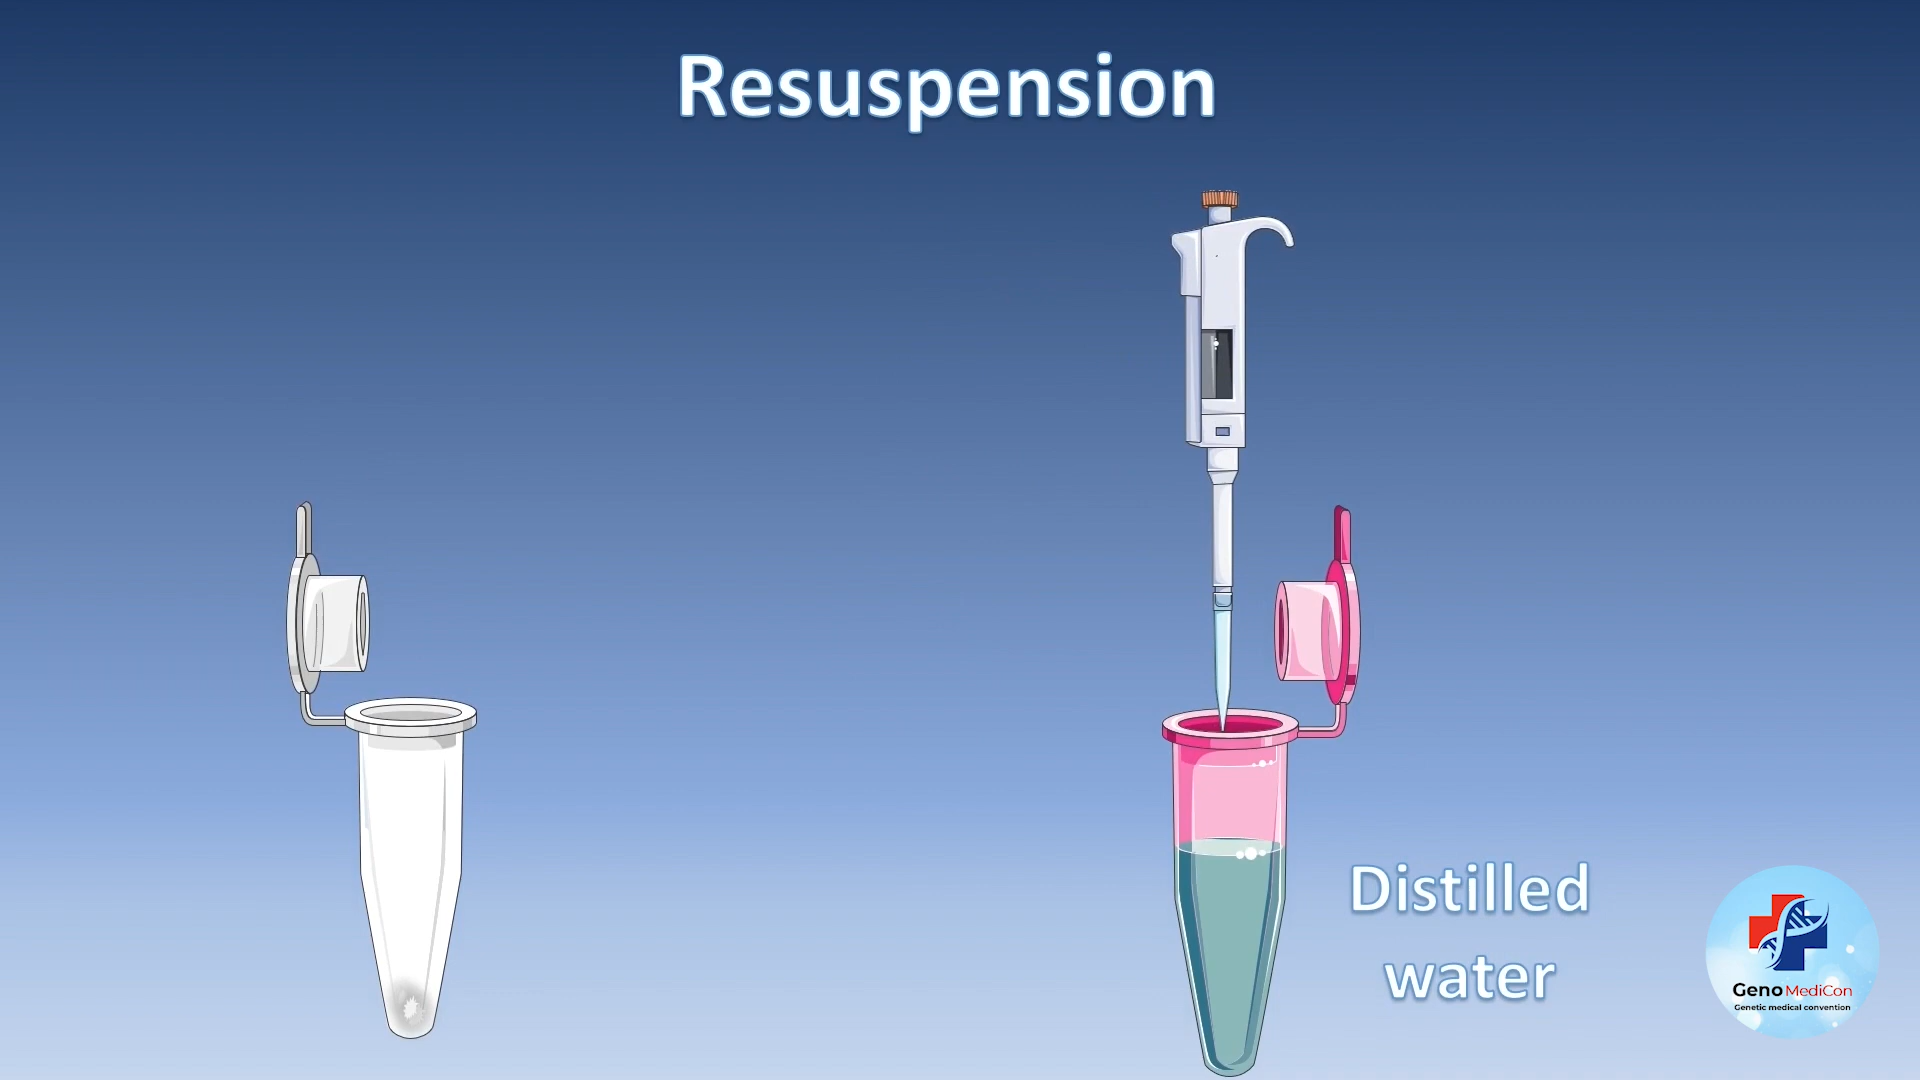 Resuspension
Distilled
water
Geno MediCon
Genetic medical convention